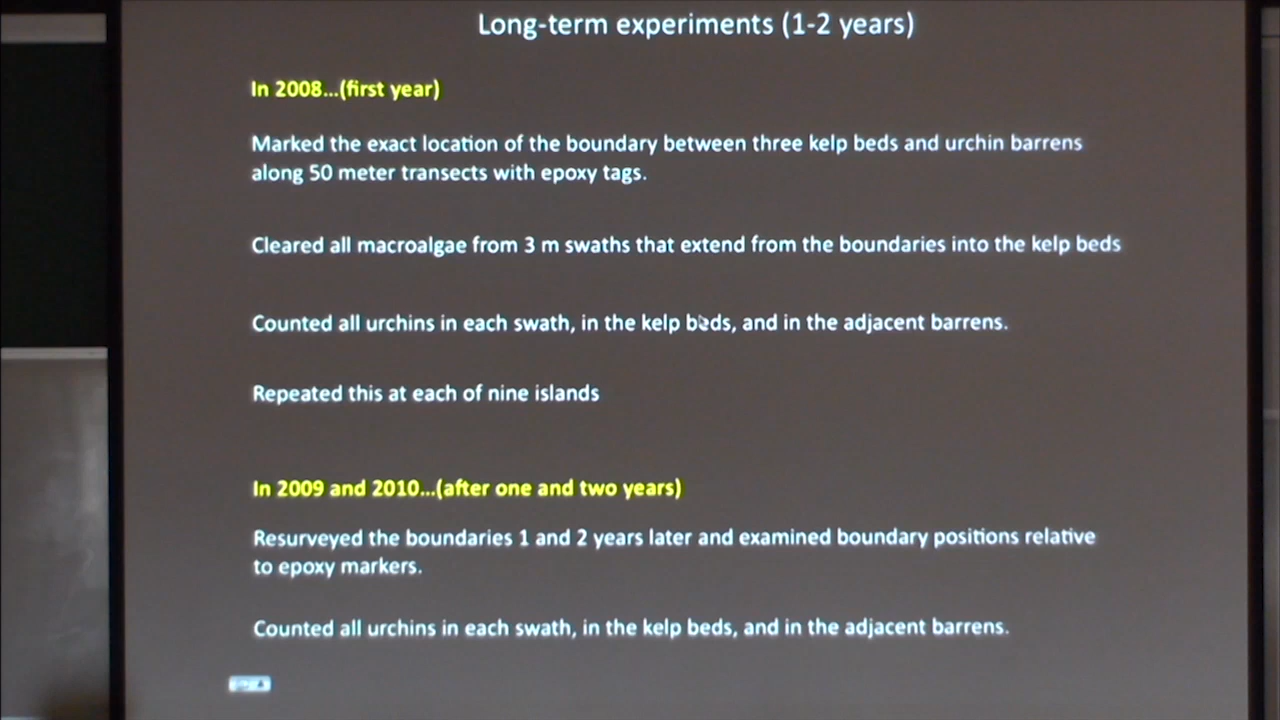 Long-term experiments (1-2 years)
In 2008...(first year)
Marked the exact location of the boundary between three kelp beds and urchin barrens
along 50 meter transects with epoxy tags.
Cleared all macroalgae from 3 m swaths that extend from the boundaries into the kelp beds
Counted all urchins in each swath, in the kelp beds, and in the adjacent barrens.
Repeated this at each of nine islands
In 2009 and 2010...(after one and two years)
Resurveyed the boundaries 1 and 2 years later and examined boundary positions relative
to epoxy markers.
Counted all urchins in each swath, in the kelp beds, and in the adjacent barrens.